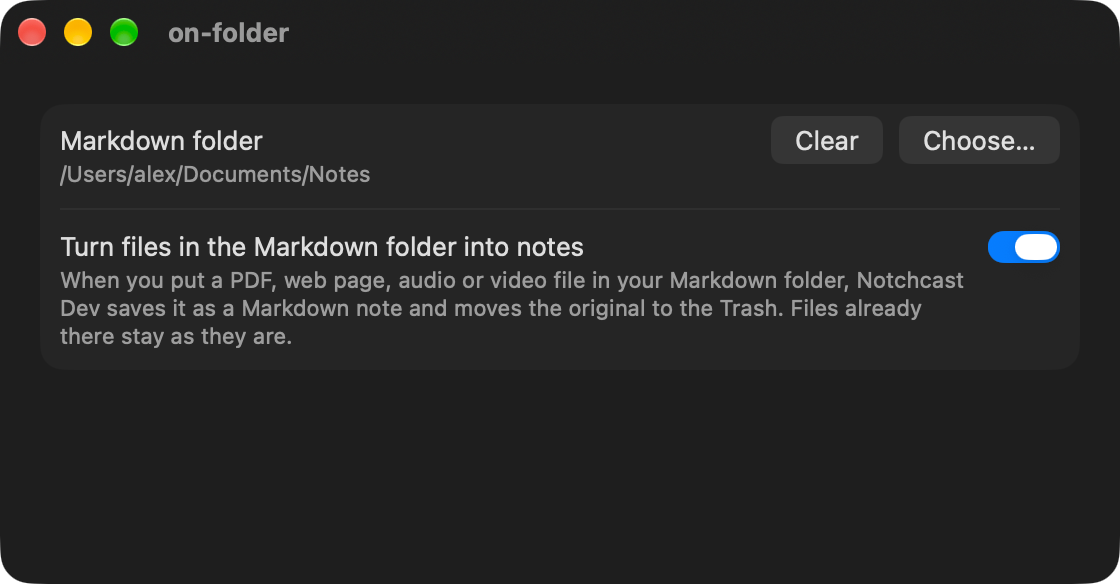 on-folder
Markdown folder
Clear
Choose...
/Users/alex/Documents/Notes
Turn files in the Markdown folder into notes
When you put a PDF, web page, audio or video file in your Markdown folder, Notchcast
Dev saves it as a Markdown note and moves the original to the Trash. Files already
there stay as they are.